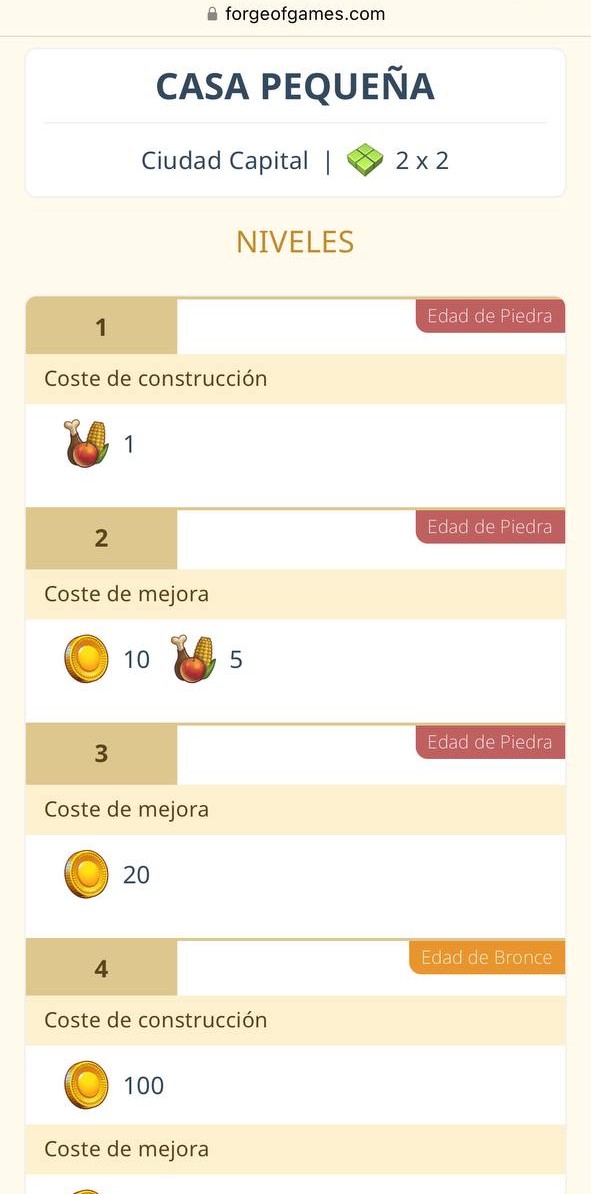 forgeofgames.com
CASA PEQUEÑA
Ciudad Capital | 2 x 2
NIVELES
1 Edad de Piedra
Coste de construcción
1
2 Edad de Piedra
Coste de mejora
10 5
3 Edad de Piedra
Coste de mejora
20
4 Edad de Bronce
Coste de construcción
100
Coste de mejora